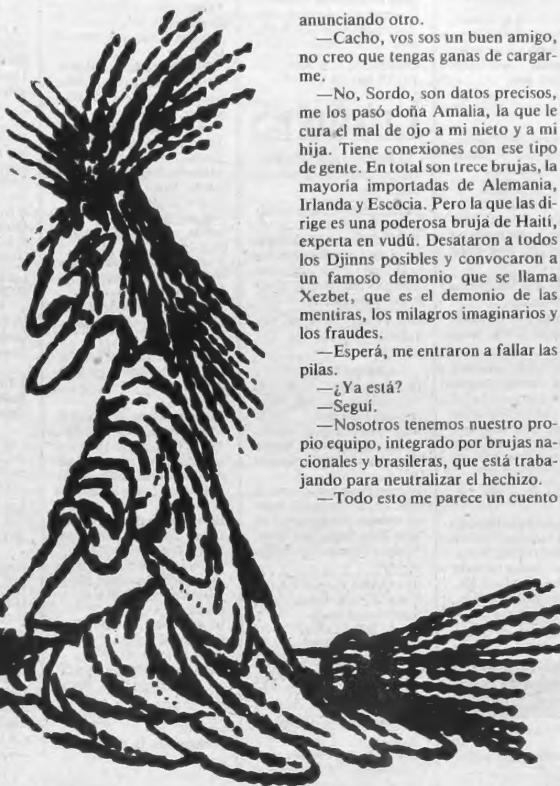 anunciando otro.
—Cacho, vos sos un buen amigo,
no creo que tengas ganas de cargar-
me.
—No, Sordo, son datos precisos,
me los pasó doña Amalia, la que le
cura el mal de ojo a mi nieto y a mi
hija. Tiene conexiones con ese tipo
de gente. En total son trece brujas, la
mayoría importadas de Alemania,
Irlanda y Escocia. Pero la que las di-
rige es una poderosa bruja de Haití,
experta en vudú. Desataron a todos
los Djinns posibles y convocaron a
un famoso demonio que se llama
Xezbet, que es el demonio de las
mentiras, los milagros imaginarios y
los fraudes.
—Esperá, me entraron a fallar las
pilas.
—¿Ya está?
—Seguí.
—Nosotros tenemos nuestro pro-
pio equipo, integrado por brujas na-
cionales y brasileras, que está traba-
jando para neutralizar el hechizo.
—Todo esto me parece un cuento